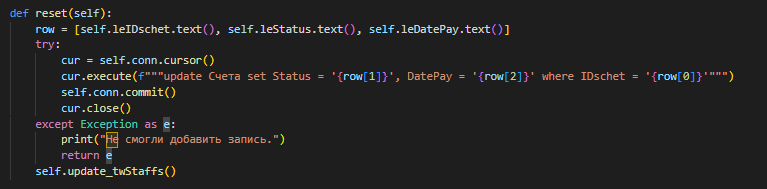 def reset(self):
    row = [self.leIDschet.text(), self.leStatus.text(), self.leDatePay.text()]
    try:
        cur = self.conn.cursor()
        cur.execute(f"""update Счета set Status = '{row[1]}', DatePay = '{row[2]}' where IDschet = '{row[0]}'""")
        self.conn.commit()
        cur.close()
    except Exception as e:
        print("Не смогли добавить запись.")
        return e
    self.update_twStaffs()